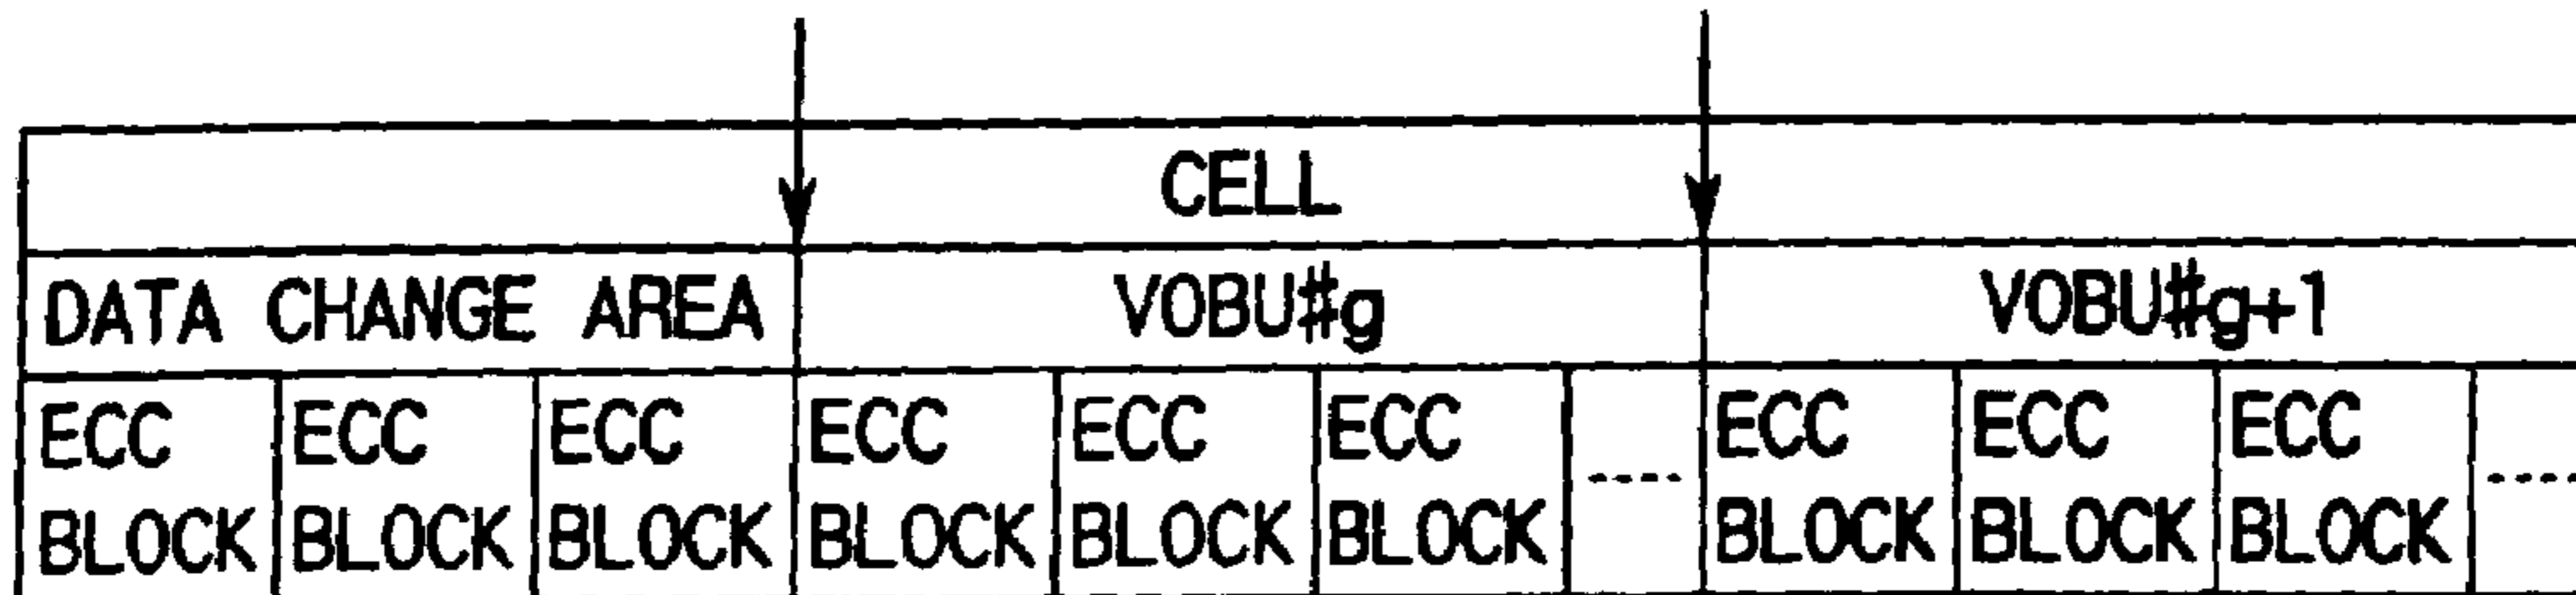 CELL
DATA CHANGE AREA VOBU#g VOBU#g+1
ECC ECC ECC ECC ECC ECC ECC ECC ECC
BLOCK BLOCK BLOCK BLOCK BLOCK BLOCK ---- BLOCK BLOCK BLOCK ----